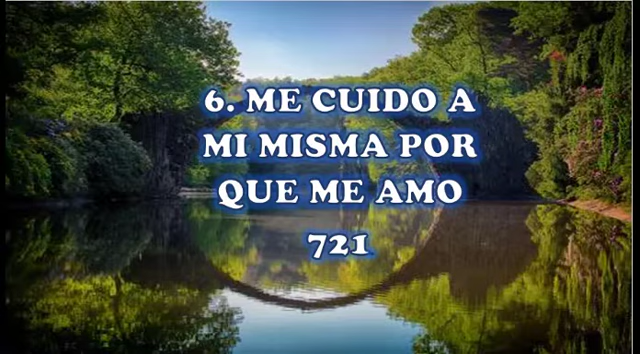 6. ME CUIDO A
MI MISMA POR
QUE ME AMO
721